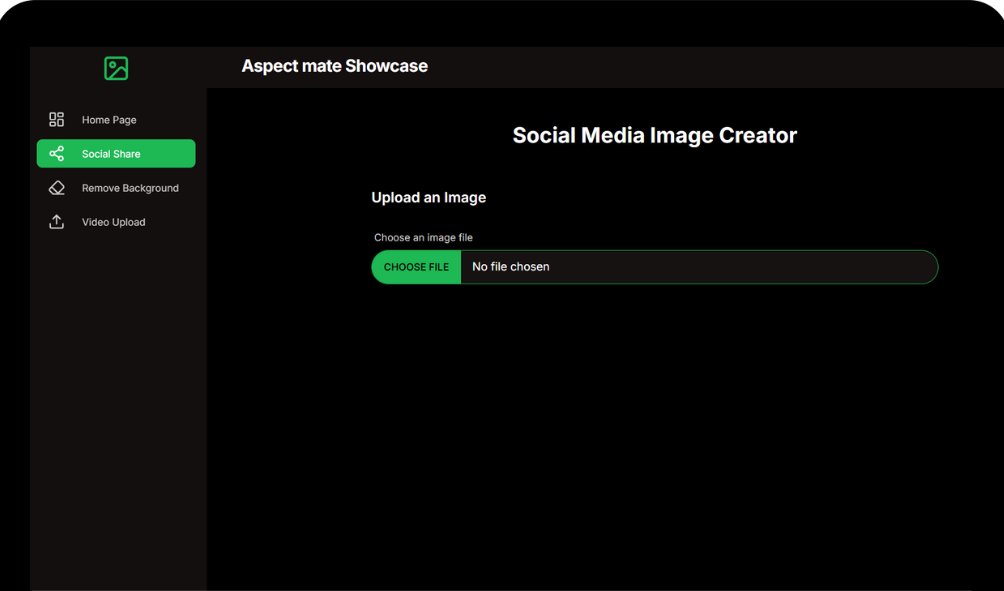 Aspect mate Showcase
Home Page
Social Share
Remove Background
Video Upload
Social Media Image Creator
Upload an Image
Choose an image file
CHOOSE FILE No file chosen